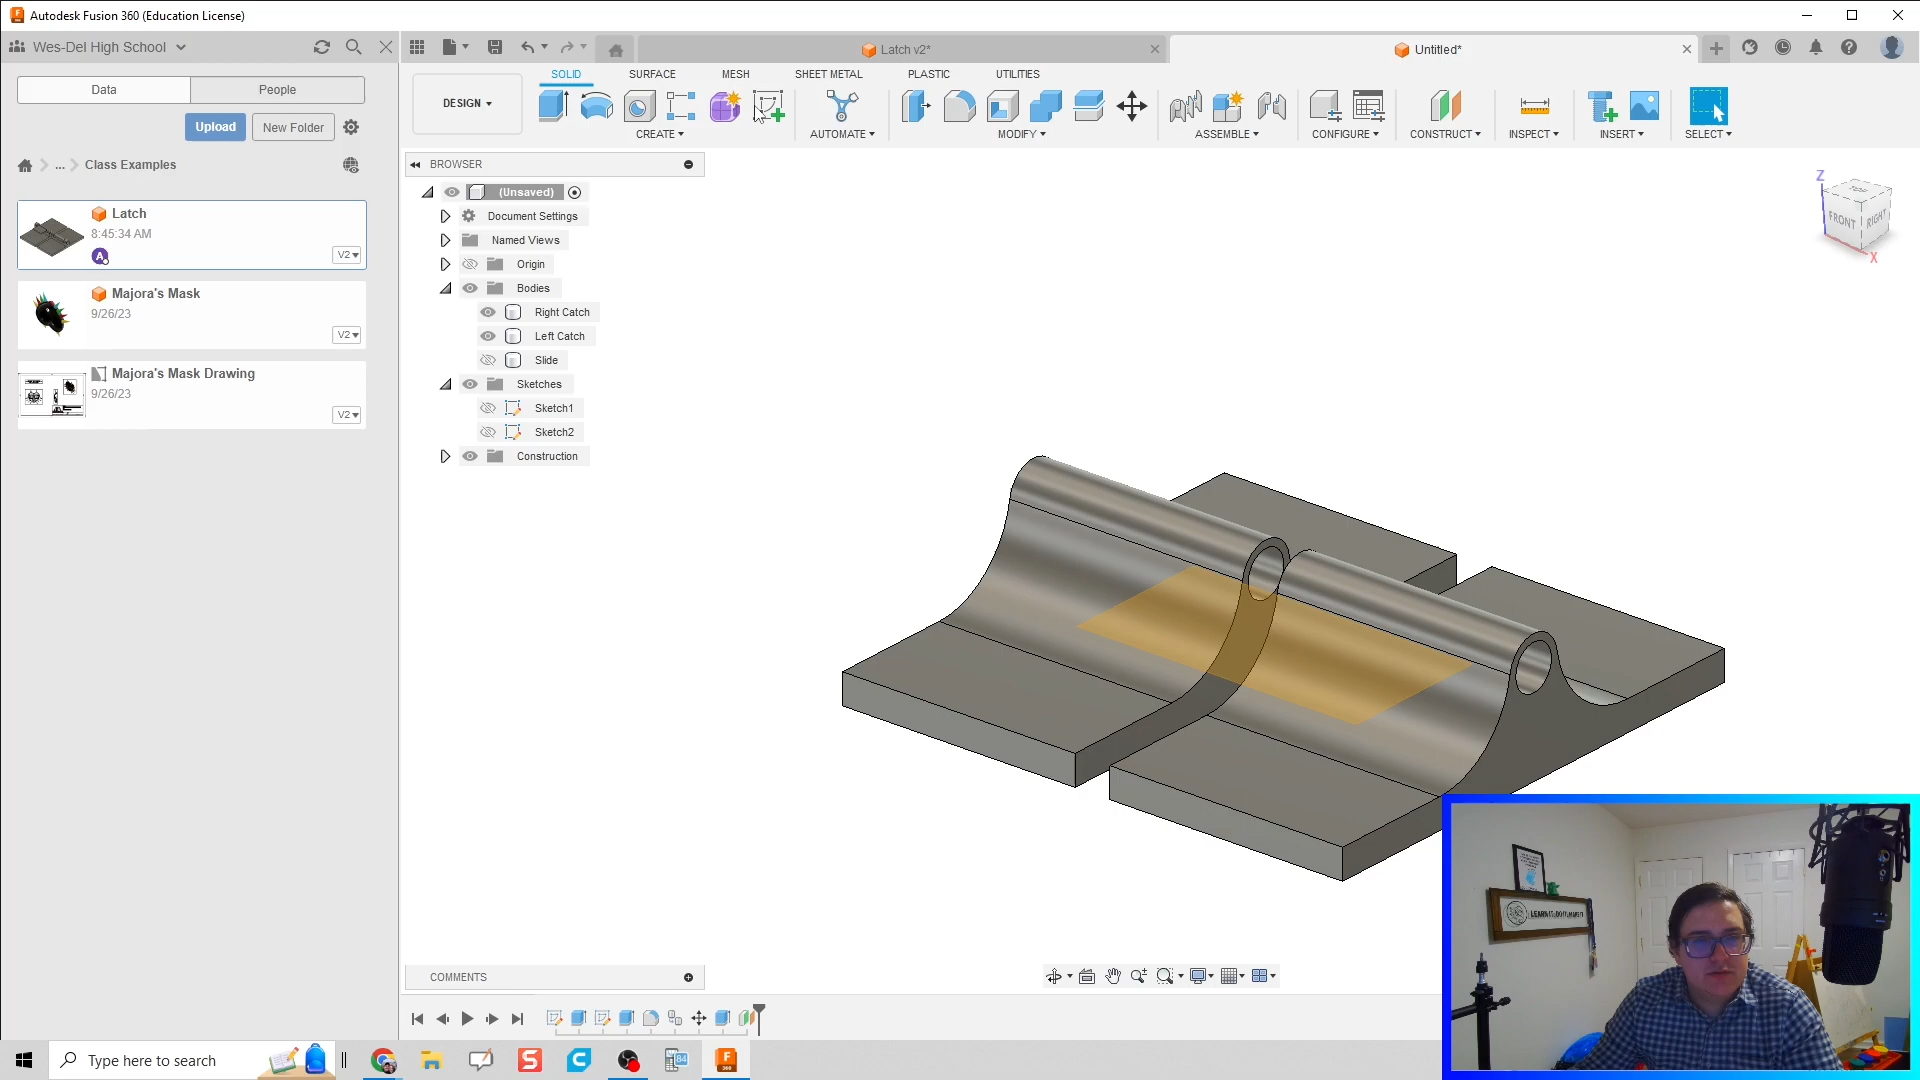 Autodesk Fusion 360 (Education License)
Wes-Del High School
Latch v2*
Untitled*
Data
People
Upload
New Folder
... Class Examples
Latch
8:45:34 AM
A
V2
Majora's Mask
9/26/23
V2
Majora's Mask Drawing
9/26/23
V2
DESIGN
SOLID
SURFACE
MESH
SHEET METAL
PLASTIC
UTILITIES
CREATE
AUTOMATE
MODIFY
ASSEMBLE
CONFIGURE
CONSTRUCT
INSPECT
INSERT
SELECT
BROWSER
(Unsaved)
Document Settings
Named Views
Origin
Bodies
Right Catch
Left Catch
Slide
Sketches
Sketch1
Sketch2
Construction
Z
TOP
FRONT
RIGHT
X
COMMENTS
Type here to search